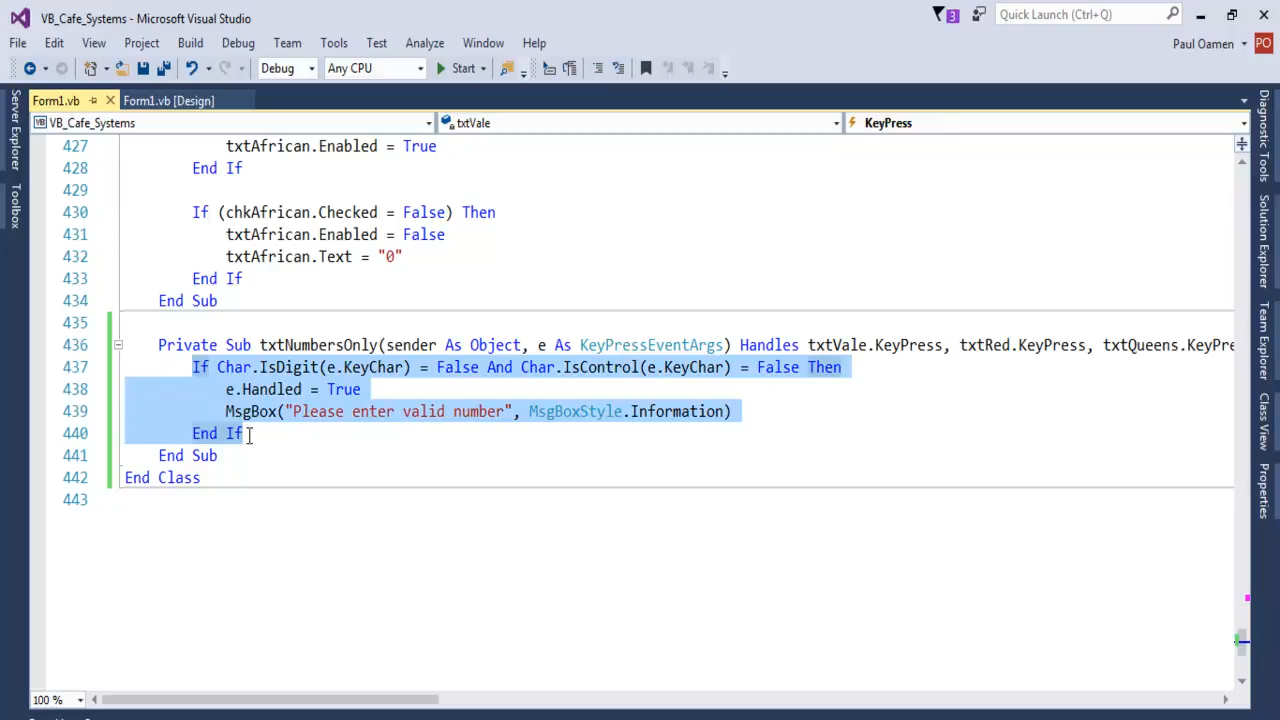 VB_Cafe_Systems - Microsoft Visual Studio
3
Quick Launch (Ctrl+Q)
File Edit View Project Build Debug Team Tools Test Analyze Window Help
Paul Oamen
PO
Debug
Any CPU
Start
Form1.vb
Form1.vb [Design]
VB_Cafe_Systems
txtVale
KeyPress
427 txtAfrican.Enabled = True
428 End If
429
430 If (chkAfrican.Checked = False) Then
431 txtAfrican.Enabled = False
432 txtAfrican.Text = "0"
433 End If
434 End Sub
435
436 Private Sub txtNumbersOnly(sender As Object, e As KeyPressEventArgs) Handles txtVale.KeyPress, txtRed.KeyPress, txtQueens.KeyPre
437 If Char.IsDigit(e.KeyChar) = False And Char.IsControl(e.KeyChar) = False Then
438 e.Handled = True
439 MsgBox("Please enter valid number", MsgBoxStyle.Information)
440 End If
441 End Sub
442 End Class
443
100 %
Server Explorer
Toolbox
Diagnostic Tools
Solution Explorer
Team Explorer
Class View
Properties